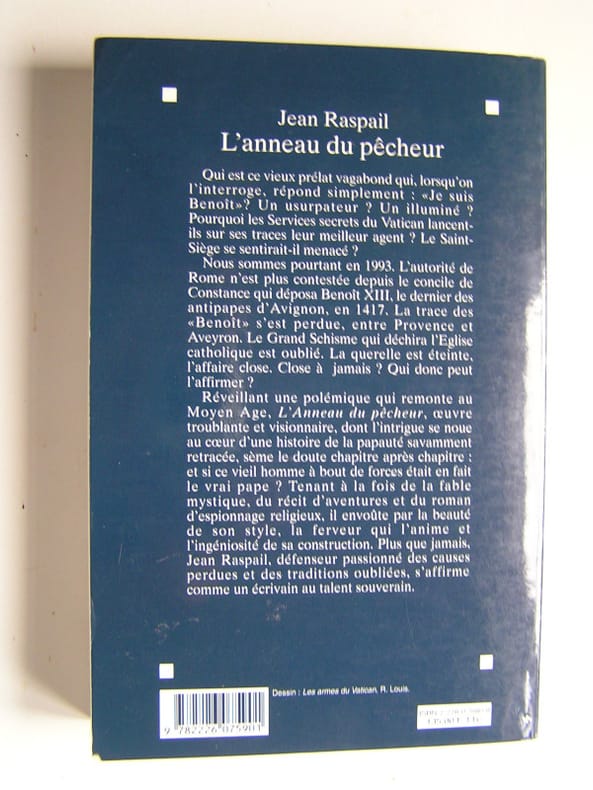 Jean Raspail
L'anneau du pêcheur
Qui est ce vieux prélat vagabond qui, lorsqu'on
l'interroge, répond simplement : «Je suis
Benoît»? Un usurpateur ? Un illuminé ?
Pourquoi les Services secrets du Vatican lancent-
ils sur ses traces leur meilleur agent ? Le Saint-
Siège se sentirait-il menacé ?
Nous sommes pourtant en 1993. L'autorité de
Rome n'est plus contestée depuis le concile de
Constance qui déposa Benoît XIII, le dernier des
antipapes d'Avignon, en 1417. La trace des
«Benoît» s'est perdue, entre Provence et
Aveyron. Le Grand Schisme qui déchira l'Eglise
catholique est oublié. La querelle est éteinte,
l'affaire close. Close à jamais ? Qui donc peut
l'affirmer ?
Réveillant une polémique qui remonte au
Moyen Age, L'Anneau du pêcheur, œuvre
troublante et visionnaire, dont l'intrigue se noue
au cœur d'une histoire de la papauté savamment
retracée, sème le doute chapitre après chapitre :
et si ce vieil homme à bout de forces était en fait
le vrai pape ? Tenant à la fois de la fable
mystique, du récit d'aventures et du roman
d'espionnage religieux, il envoûte par la beauté
de son style, la ferveur qui l'anime et
l'ingéniosité de sa construction. Plus que jamais,
Jean Raspail, défenseur passionné des causes
perdues et des traditions oubliées, s'affirme
comme un écrivain au talent souverain.
Dessin : Les armes du Vatican, R. Louis.
9 782226 075901